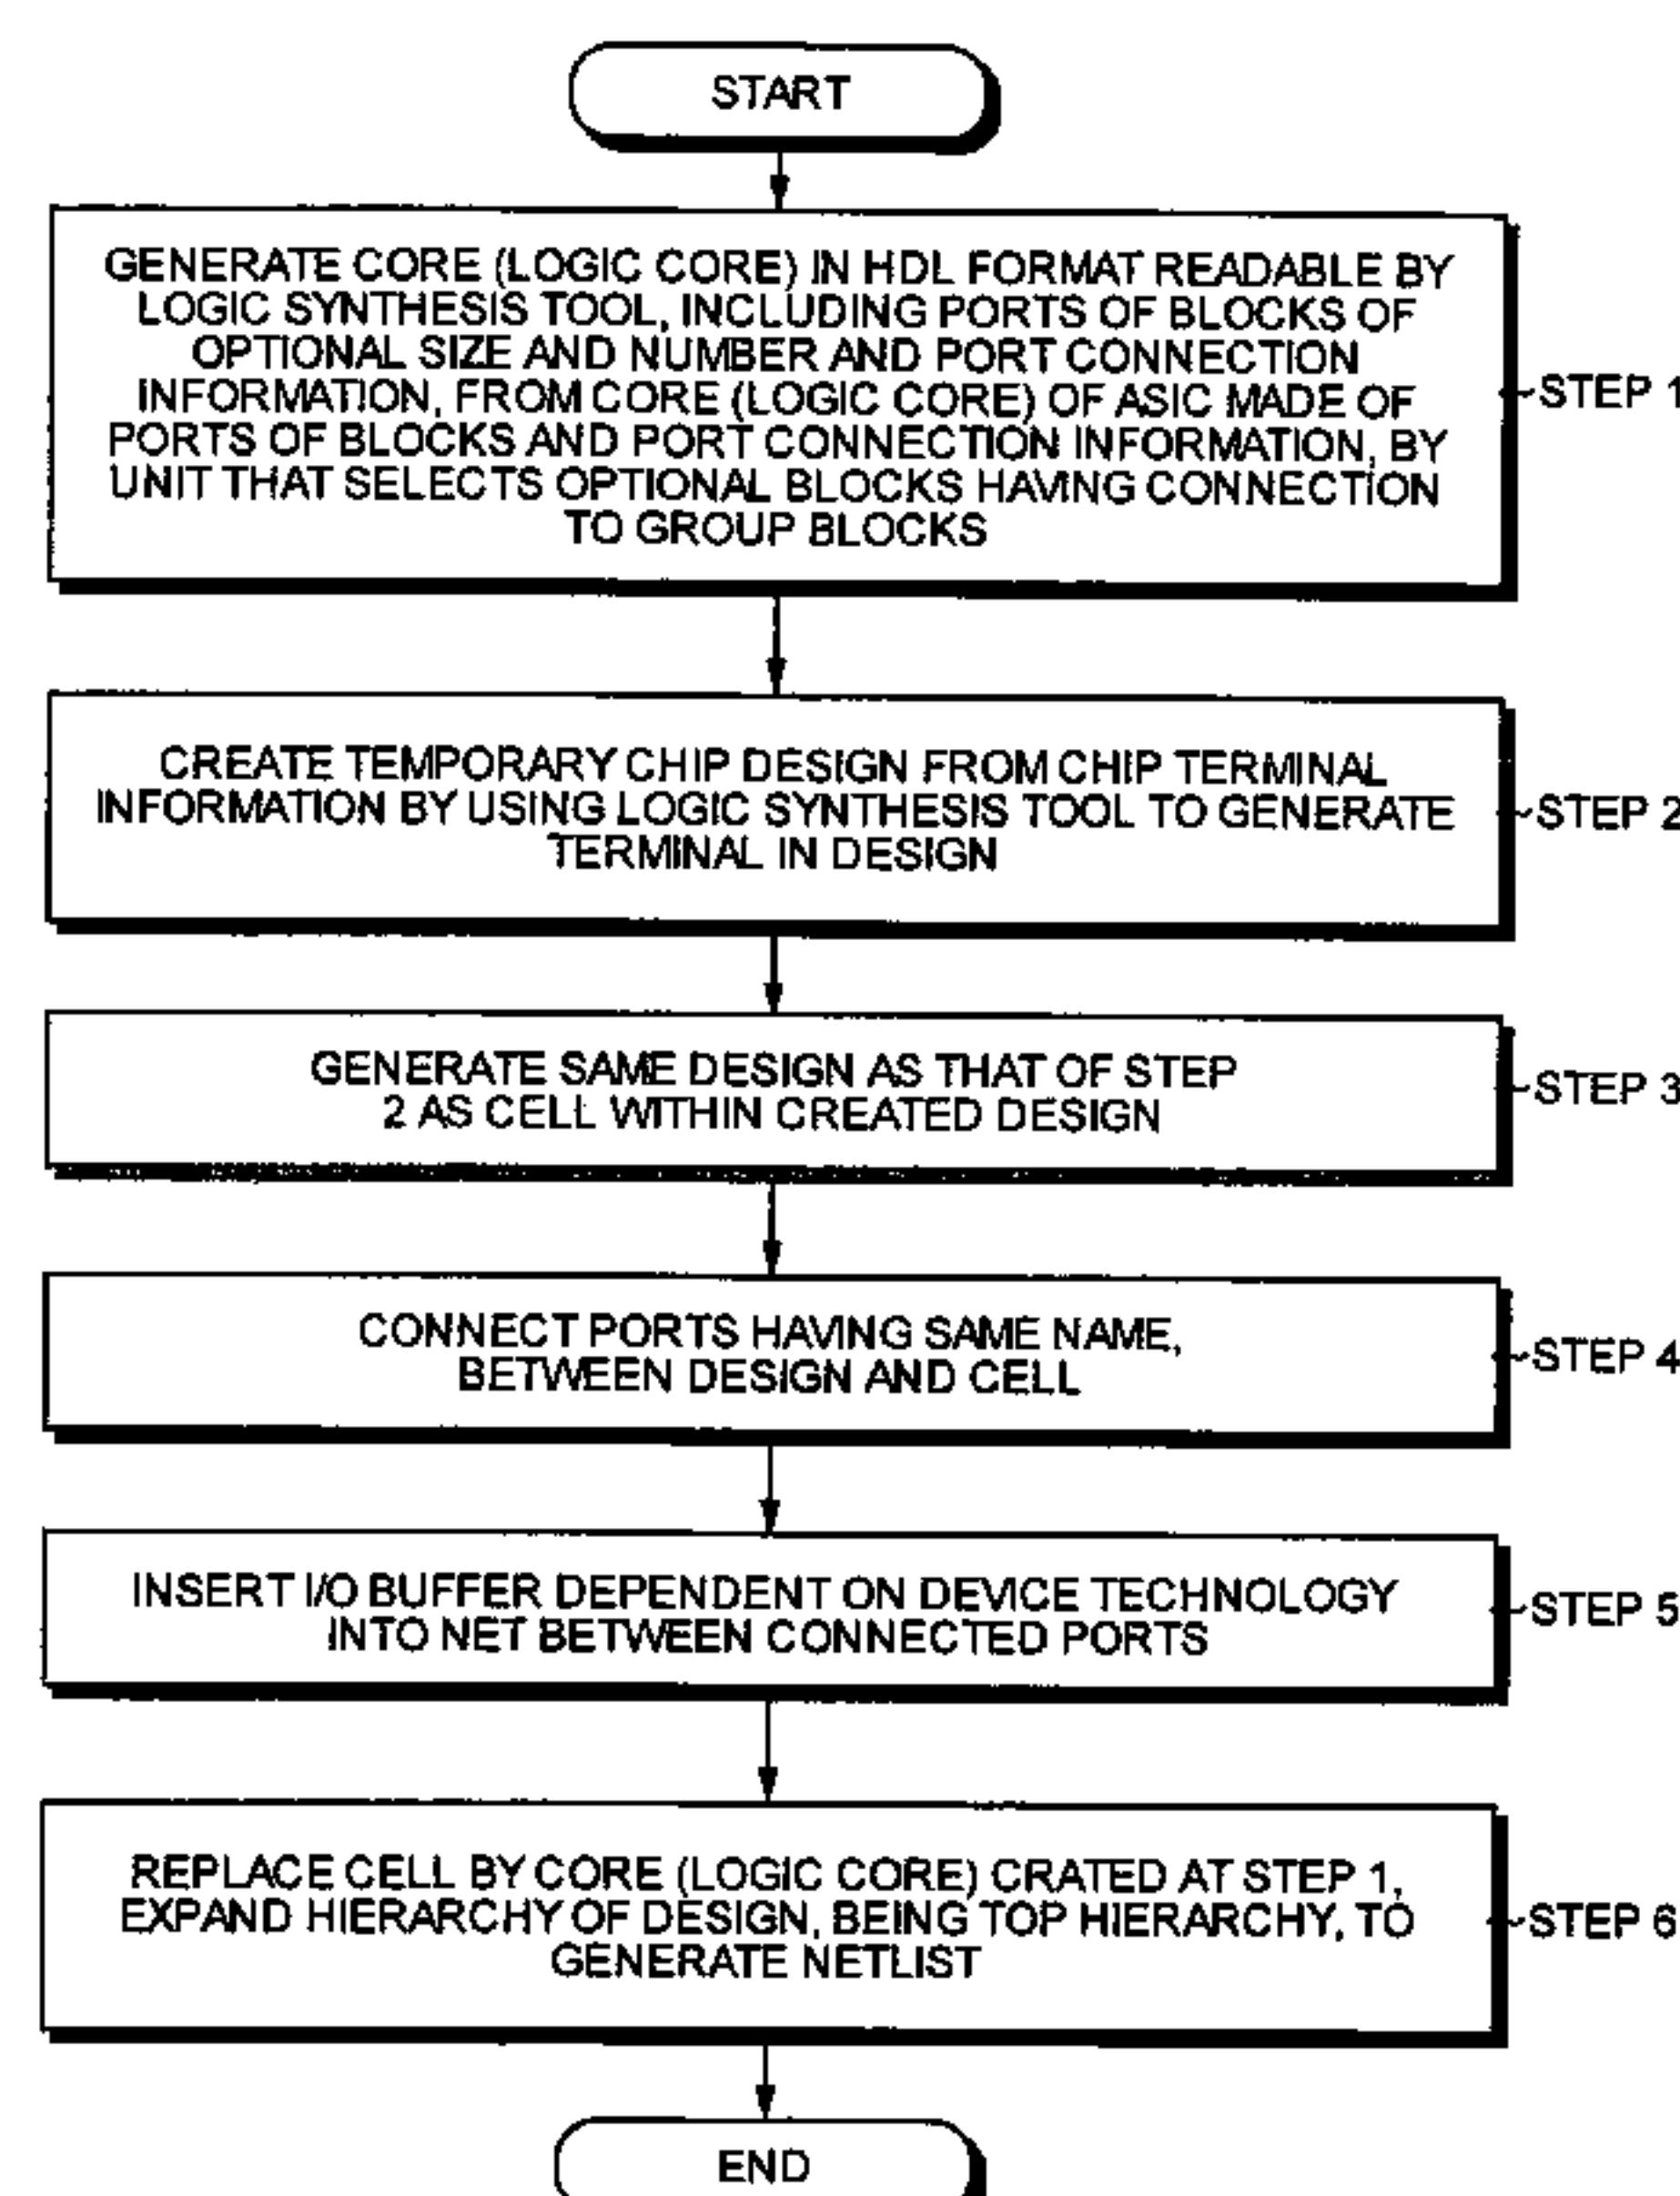 START
GENERATE CORE (LOGIC CORE) IN HDL FORMAT READABLE BY
LOGIC SYNTHESIS TOOL, INCLUDING PORTS OF BLOCKS OF
OPTIONAL SIZE AND NUMBER AND PORT CONNECTION
INFORMATION, FROM CORE (LOGIC CORE) OF ASIC MADE OF
PORTS OF BLOCKS AND PORT CONNECTION INFORMATION, BY
UNIT THAT SELECTS OPTIONAL BLOCKS HAVING CONNECTION
TO GROUP BLOCKS
STEP 1
CREATE TEMPORARY CHIP DESIGN FROM CHIP TERMINAL
INFORMATION BY USING LOGIC SYNTHESIS TOOL TO GENERATE
TERMINAL IN DESIGN
STEP 2
GENERATE SAME DESIGN AS THAT OF STEP
2 AS CELL WITHIN CREATED DESIGN
STEP 3
CONNECT PORTS HAVING SAME NAME,
BETWEEN DESIGN AND CELL
STEP 4
INSERT I/O BUFFER DEPENDENT ON DEVICE TECHNOLOGY
INTO NET BETWEEN CONNECTED PORTS
STEP 5
REPLACE CELL BY CORE (LOGIC CORE) CRATED AT STEP 1,
EXPAND HIERARCHY OF DESIGN, BEING TOP HIERARCHY, TO
GENERATE NETLIST
STEP 6
END